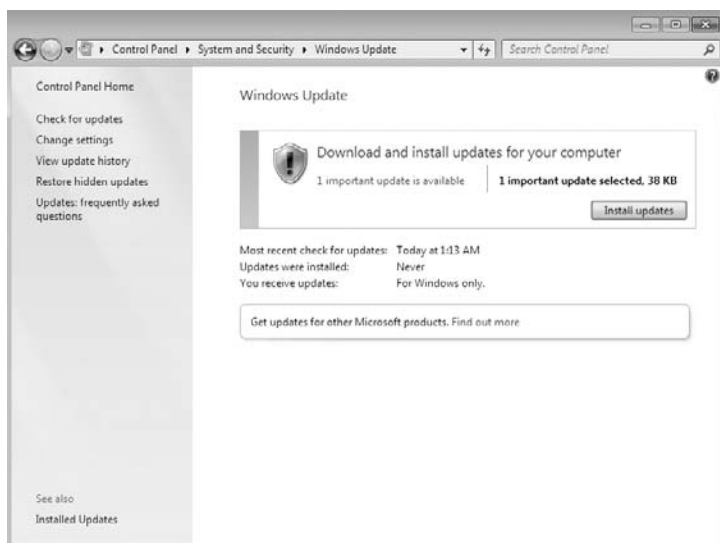 Control Panel ▸ System and Security ▸ Windows Update
Search Control Panel
Control Panel Home
Check for updates
Change settings
View update history
Restore hidden updates
Updates: frequently asked
questions
See also
Installed Updates
Windows Update
Download and install updates for your computer
1 important update is available
1 important update selected, 38 KB
Install updates
Most recent check for updates: Today at 1:13 AM
Updates were installed: Never
You receive updates: For Windows only.
Get updates for other Microsoft products. Find out more